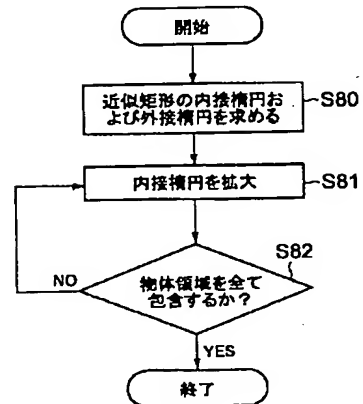 開始
近似矩形の内接楕円お
よび外接楕円を求める
S80
内接楕円を拡大
S81
S82
物体領域を全て
包含するか?
NO
YES
終了